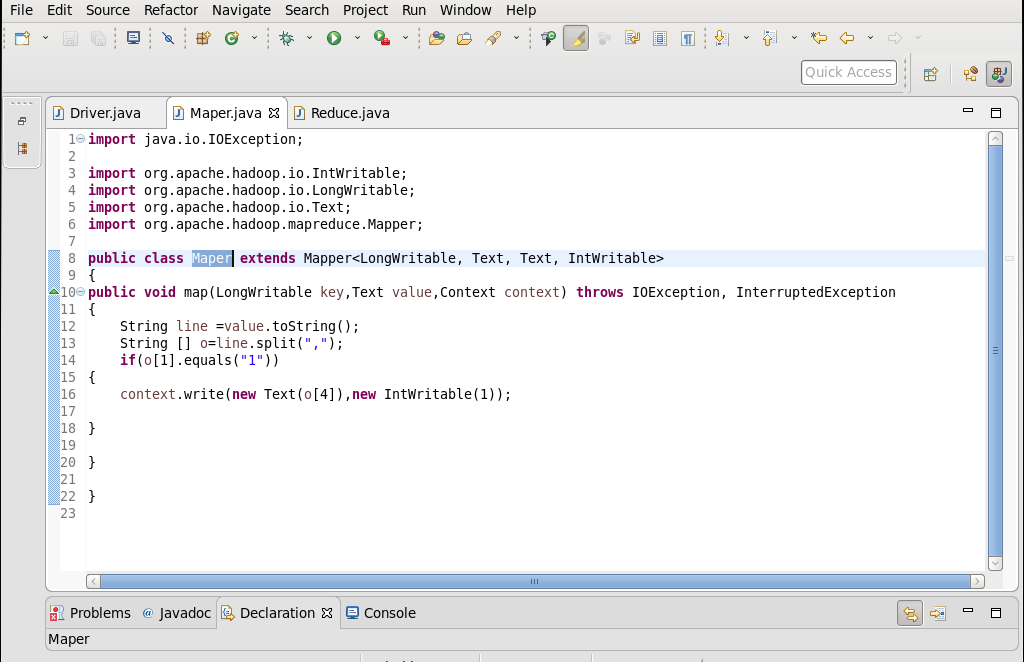 File Edit Source Refactor Navigate Search Project Run Window Help
Quick Access
Driver.java Maper.java Reduce.java
1 import java.io.IOException;
2
3 import org.apache.hadoop.io.IntWritable;
4 import org.apache.hadoop.io.LongWritable;
5 import org.apache.hadoop.io.Text;
6 import org.apache.hadoop.mapreduce.Mapper;
7
8 public class Maper extends Mapper<LongWritable, Text, Text, IntWritable>
9 {
10 public void map(LongWritable key,Text value,Context context) throws IOException, InterruptedException
11 {
12     String line =value.toString();
13     String [] o=line.split(",");
14     if(o[1].equals("1"))
15 {
16     context.write(new Text(o[4]),new IntWritable(1));
17
18 }
19
20 }
21
22 }
23
Problems @ Javadoc Declaration Console
Maper